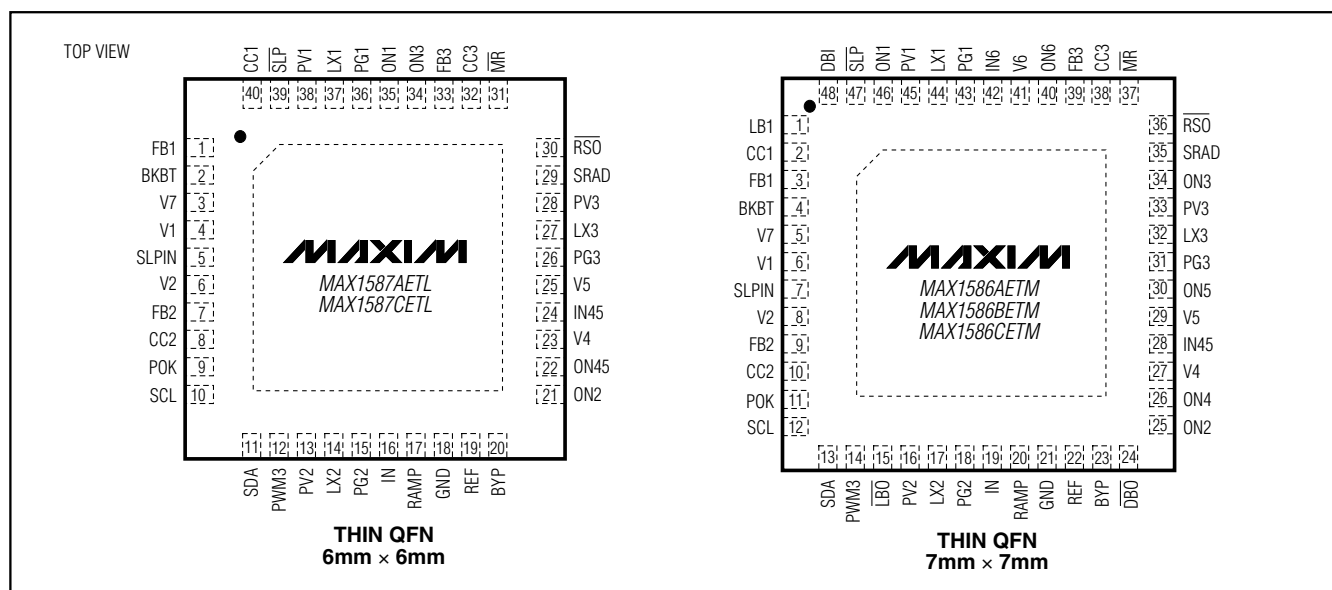 TOP VIEW
CC1 SLP PV1 LX1 PG1 ON1 ON3 FB3 CC3 MR
40 39 38 37 36 35 34 33 32 31
FB1 1
BKBT 2
V7 3
V1 4
SLPIN 5
V2 6
FB2 7
CC2 8
POK 9
SCL 10
MAXIM
MAX1587AETL
MAX1587CETL
30 RSO
29 SRAD
28 PV3
27 LX3
26 PG3
25 V5
24 IN45
23 V4
22 ON45
21 ON2
11 12 13 14 15 16 17 18 19 20
SDA PWM3 PV2 LX2 PG2 IN RAMP GND REF BYP
THIN QFN
6mm × 6mm
DBI SLP ON1 PV1 LX1 PG1 IN6 V6 ON6 FB3 CC3 MR
48 47 46 45 44 43 42 41 40 39 38 37
LB1 1
CC1 2
FB1 3
BKBT 4
V7 5
V1 6
SLPIN 7
V2 8
FB2 9
CC2 10
POK 11
SCL 12
MAXIM
MAX1586AETM
MAX1586BETM
MAX1586CETM
36 RSO
35 SRAD
34 ON3
33 PV3
32 LX3
31 PG3
30 ON5
29 V5
28 IN45
27 V4
26 ON4
25 ON2
13 14 15 16 17 18 19 20 21 22 23 24
SDA PWM3 LBO PV2 LX2 PG2 IN RAMP GND REF BYP DBO
THIN QFN
7mm × 7mm